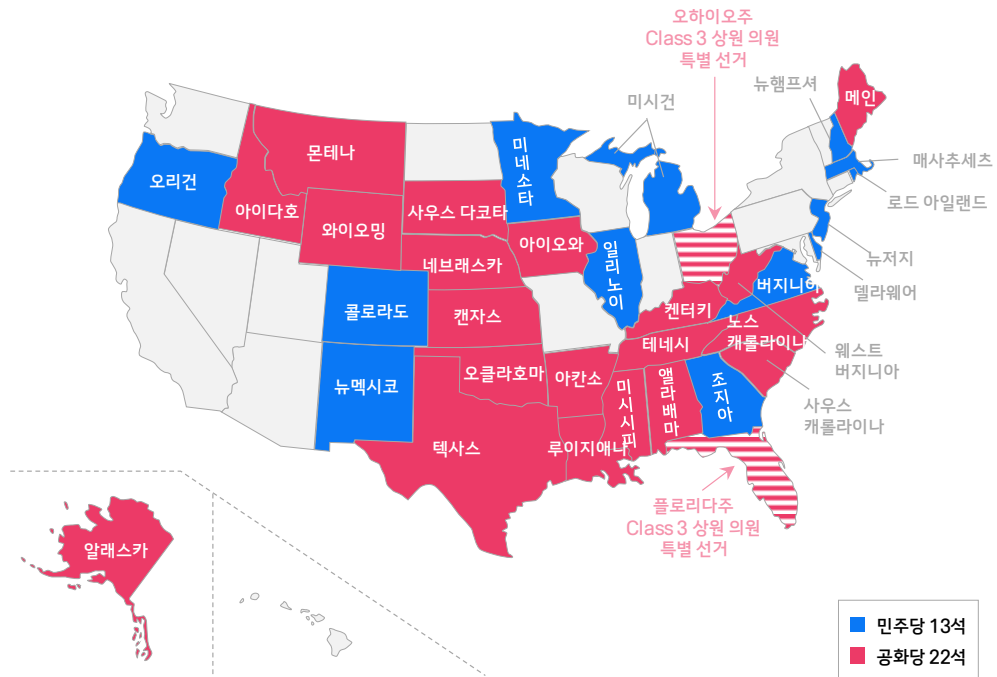 오하이오주
Class 3 상원 의원
특별 선거
미시건
뉴햄프셔
메인
매사추세츠
로드 아일랜드
뉴저지
델라웨어
오리건
몬테나
아이다호
와이오밍
사우스 다코타
미네소타
아이오와
네브래스카
일리노이
버지니아
콜로라도
캔자스
켄터키
노스
캐롤라이나
테네시
웨스트
버지니아
뉴멕시코
오클라호마
아칸소
미시시피
앨라배마
조지아
사우스
캐롤라이나
텍사스
루이지애나
플로리다주
Class 3 상원 의원
특별 선거
알래스카
민주당 13석
공화당 22석